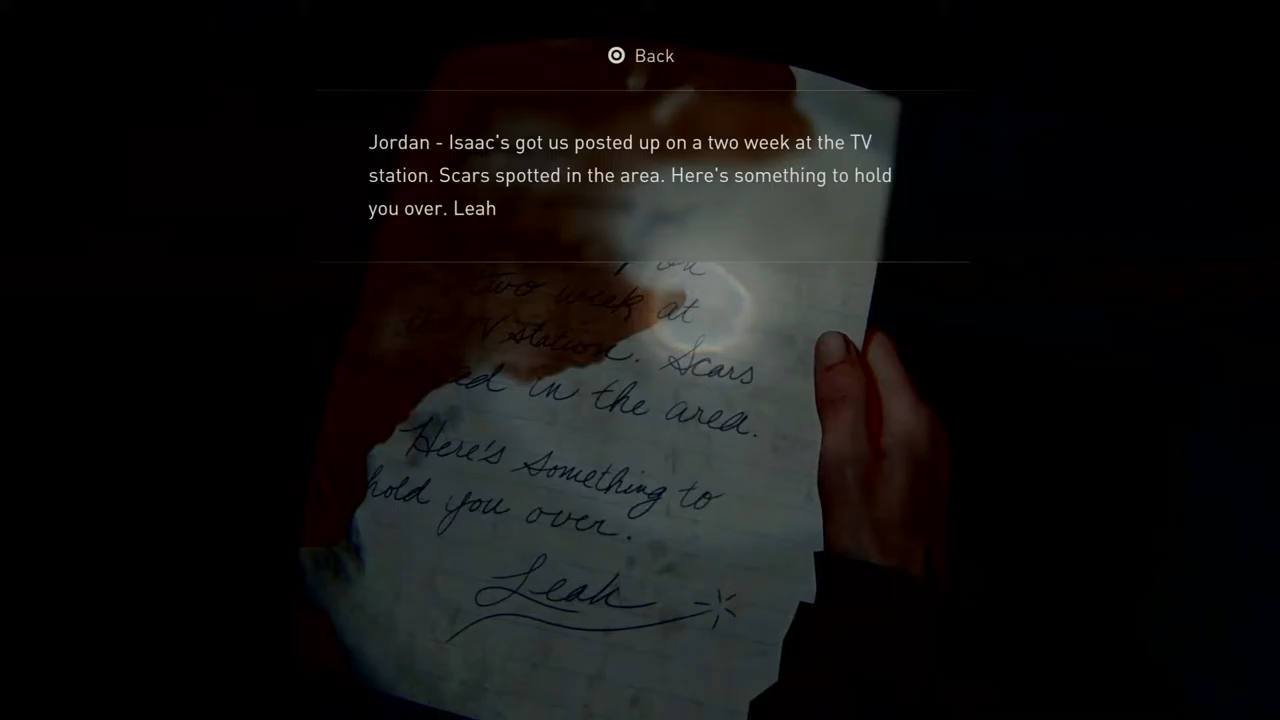 Back
Jordan - Isaac's got us posted up on a two week at the TV
station. Scars spotted in the area. Here's something to hold
you over. Leah
on
two week at
the TV station. Scars
ed in the area.
Here's something to
hold you over.
Leah